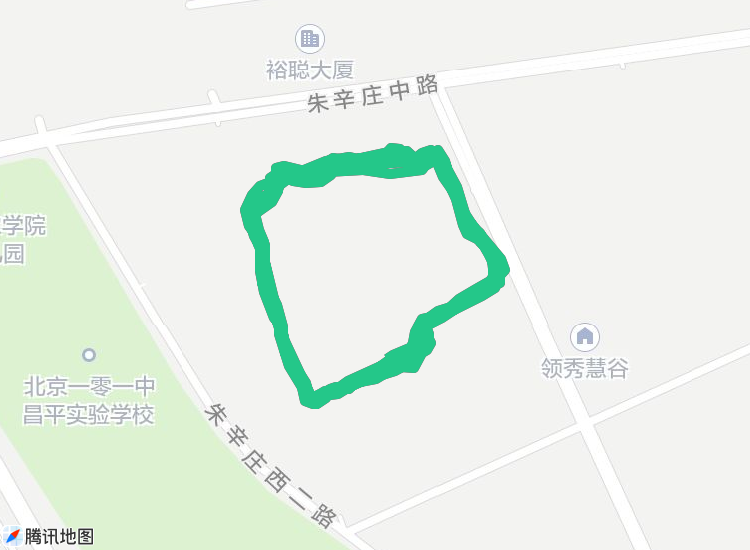 裕聪大厦
朱辛庄中路
学院
园
领秀慧谷
北京一零一中
昌平实验学校
朱辛庄西二路
腾讯地图